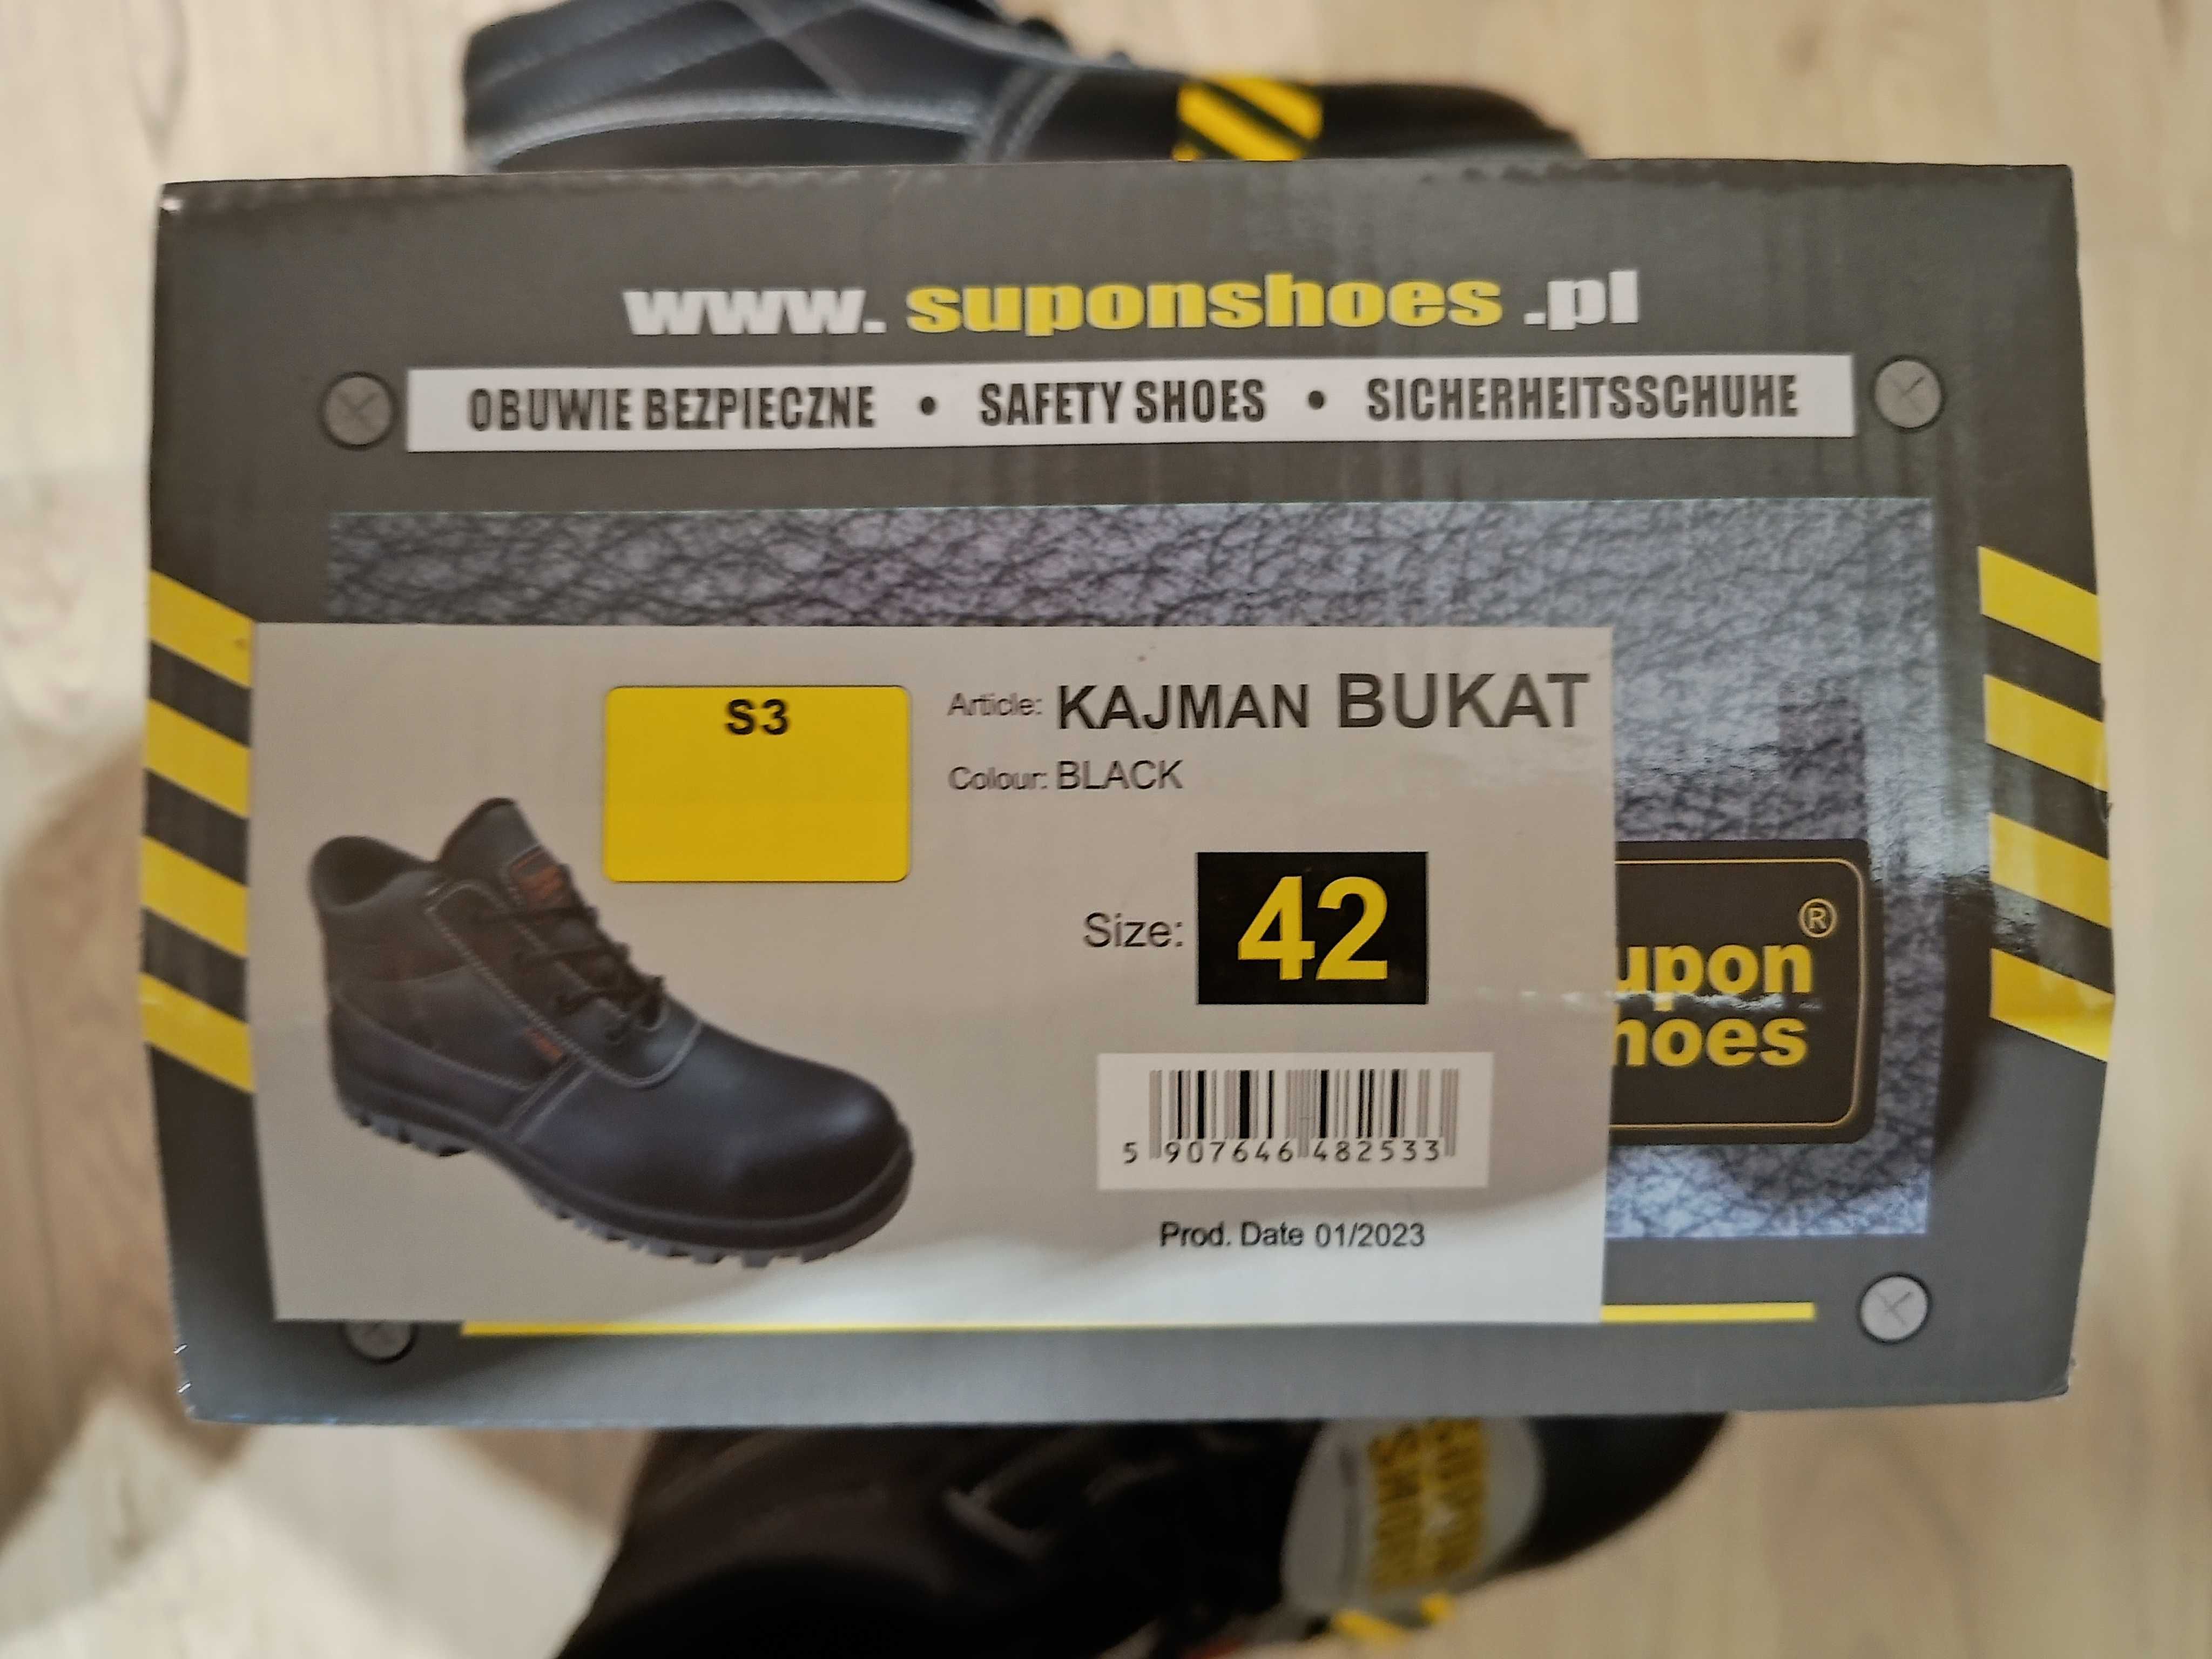 www. suponshoes .pl
OBUWIE BEZPIECZNE • SAFETY SHOES • SICHERHEITSSCHUHE
S3
Article: KAJMAN BUKAT
Colour: BLACK
Size: 42
upon ®
hoes
5 907646 482533
Prod. Date 01/2023